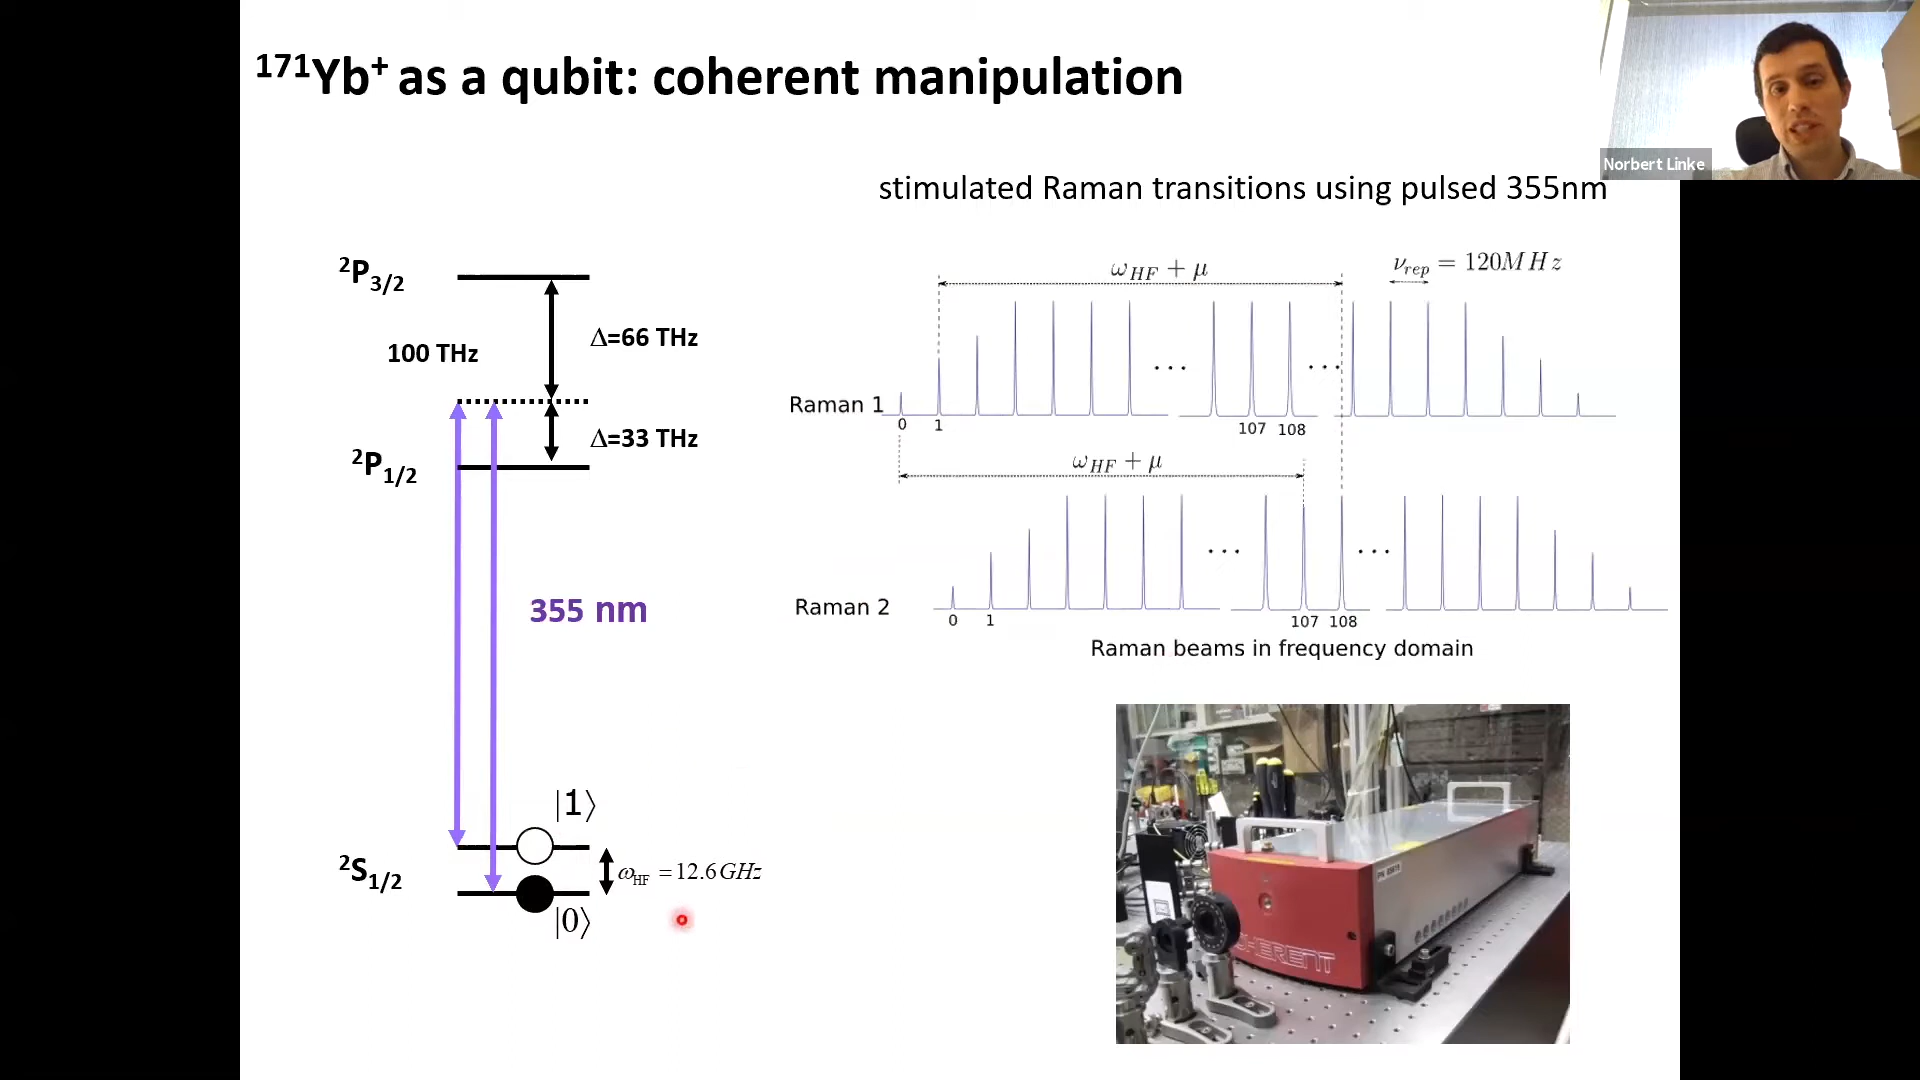 ¹⁷¹Yb⁺ as a qubit: coherent manipulation
Norbert Linke
stimulated Raman transitions using pulsed 355nm
²P₃/₂
100 THz
Δ=66 THz
Δ=33 THz
²P₁/₂
355 nm
|1⟩
²S₁/₂
ω_HF = 12.6 GHz
|0⟩
ω_HF + μ
ν_rep = 120MHz
...
...
Raman 1
0 1 107 108
ω_HF + μ
...
...
Raman 2
0 1 107 108
Raman beams in frequency domain